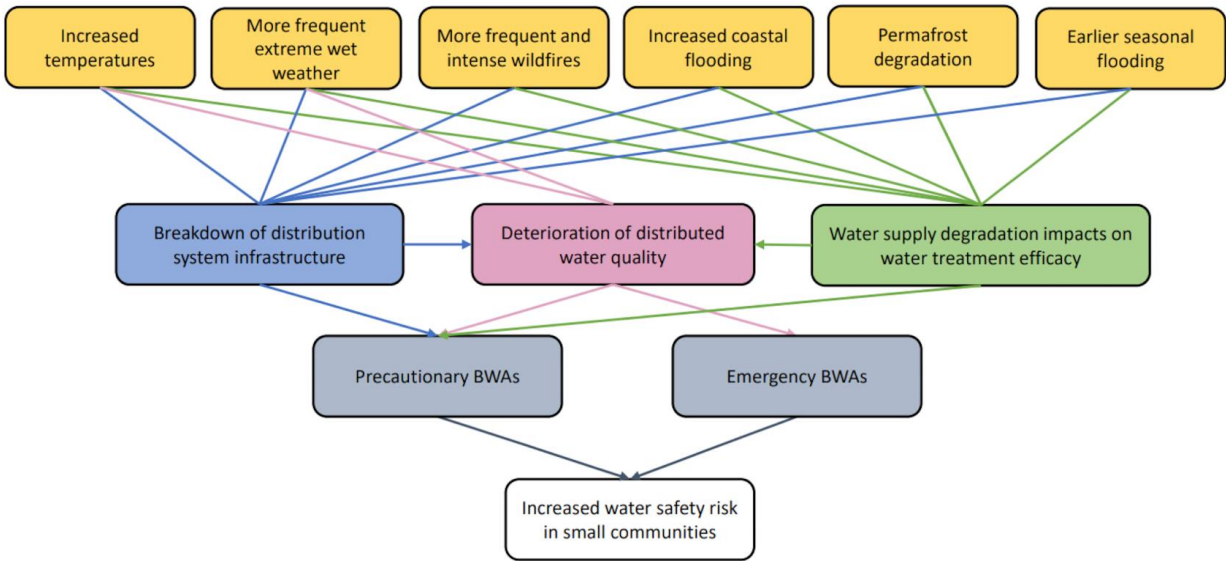 Increased
temperatures
More frequent
extreme wet
weather
More frequent and
intense wildfires
Increased coastal
flooding
Permafrost
degradation
Earlier seasonal
flooding
Breakdown of distribution
system infrastructure
Deterioration of distributed
water quality
Water supply degradation impacts on
water treatment efficacy
Precautionary BWAs
Emergency BWAs
Increased water safety risk
in small communities